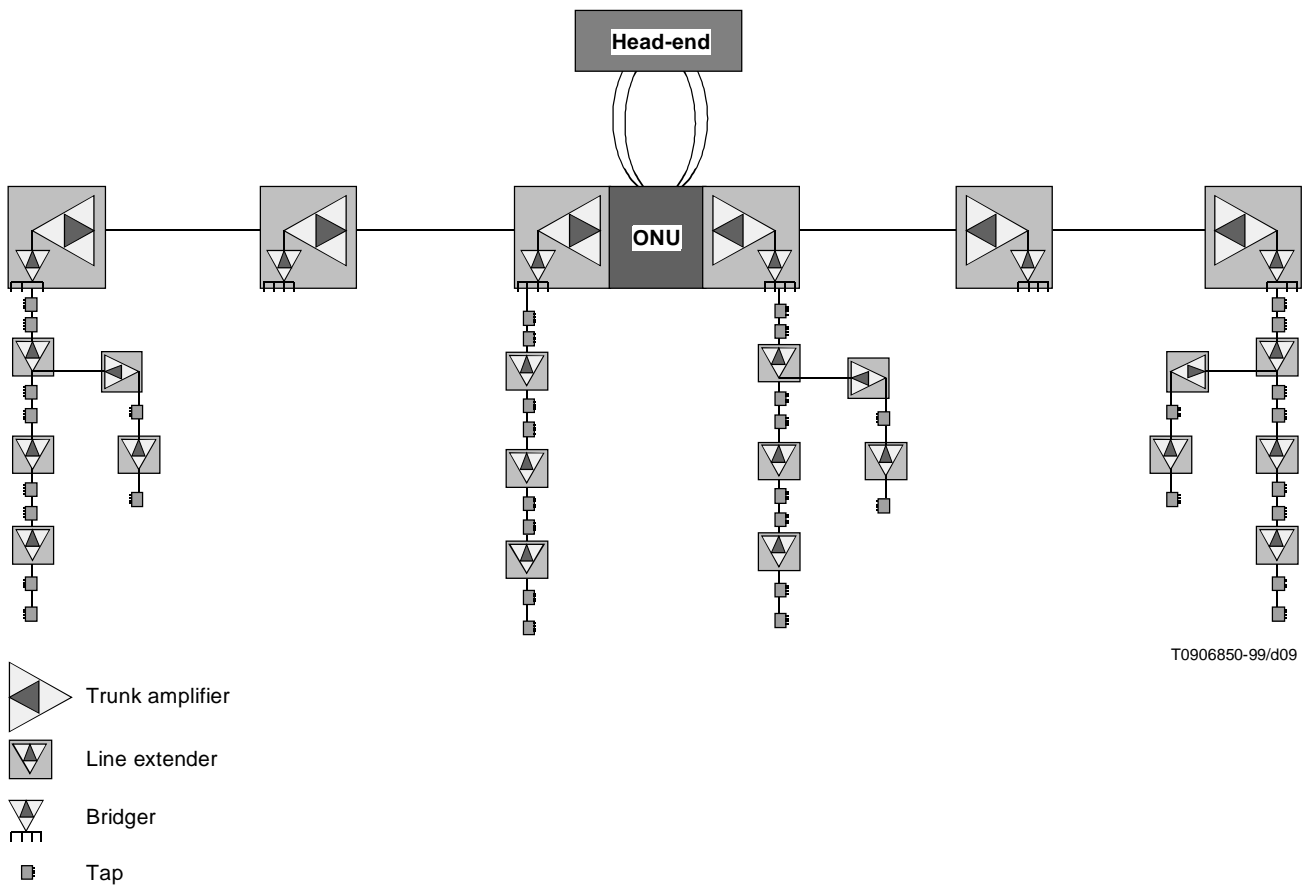 Head-end
ONU
T0906850-99/d09
Trunk amplifier
Line extender
Bridger
Tap